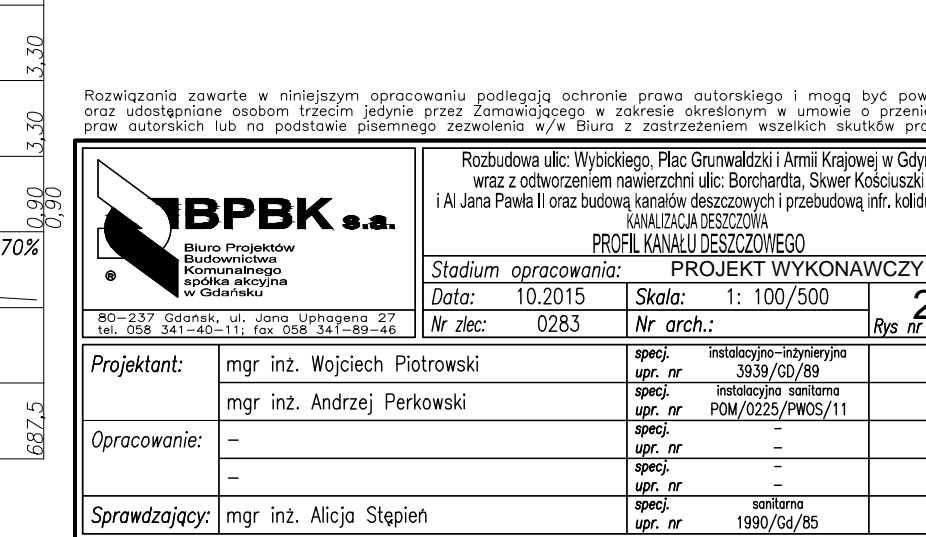 3,30
3,30
0,90
0,90
70%
687,5
Rozwiązania zawarte w niniejszym opracowaniu podlegają ochronie prawa autorskiego i mogą być pow
oraz udostępniane osobom trzecim jedynie przez Zamawiającego w zakresie określonym w umowie o przenie
praw autorskich lub na podstawie pisemnego zezwolenia w/w Biura z zastrzeżeniem wszelkich skutków pra
BPBK s.a.
Biuro Projektów
Budownictwa
Komunalnego
spółka akcyjna
w Gdańsku
®
80-237 Gdańsk, ul. Jana Uphagena 27
tel. 058 341-40-11; fax 058 341-89-46
Rozbudowa ulic: Wybickiego, Plac Grunwaldzki i Armii Krajowej w Gdyn
wraz z odtworzeniem nawierzchni ulic: Borchardta, Skwer Kościuszki
i Al Jana Pawła II oraz budową kanałów deszczowych i przebudową infr. kolidu
KANALIZACJA DESZCZOWA
PROFIL KANAŁU DESZCZOWEGO
Stadium opracowania: PROJEKT WYKONAWCZY
Data: 10.2015 Skala: 1: 100/500
Nr zlec: 0283 Nr arch.: Rys nr 2
Projektant: mgr inż. Wojciech Piotrowski specj. instalacyjno-inżynieryjna
upr. nr 3939/GD/89
mgr inż. Andrzej Perkowski specj. instalacyjna sanitarna
upr. nr POM/0225/PWOS/11
Opracowanie: - specj. -
upr. nr -
- specj. -
upr. nr -
Sprawdzający: mgr inż. Alicja Stępień specj. sanitarna
upr. nr 1990/Gd/85